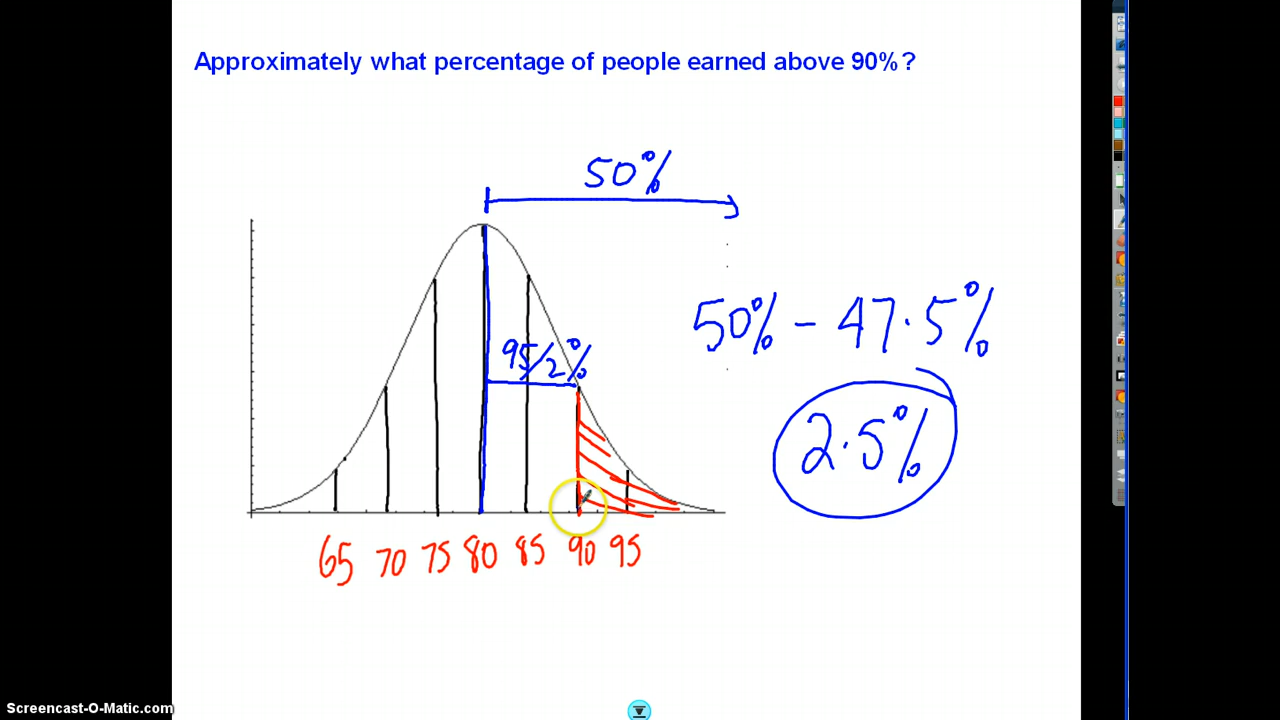 Approximately what percentage of people earned above 90%?
50%
95/2%
50% - 47.5%
2.5%
65 70 75 80 85 90 95
Screencast-O-Matic.com